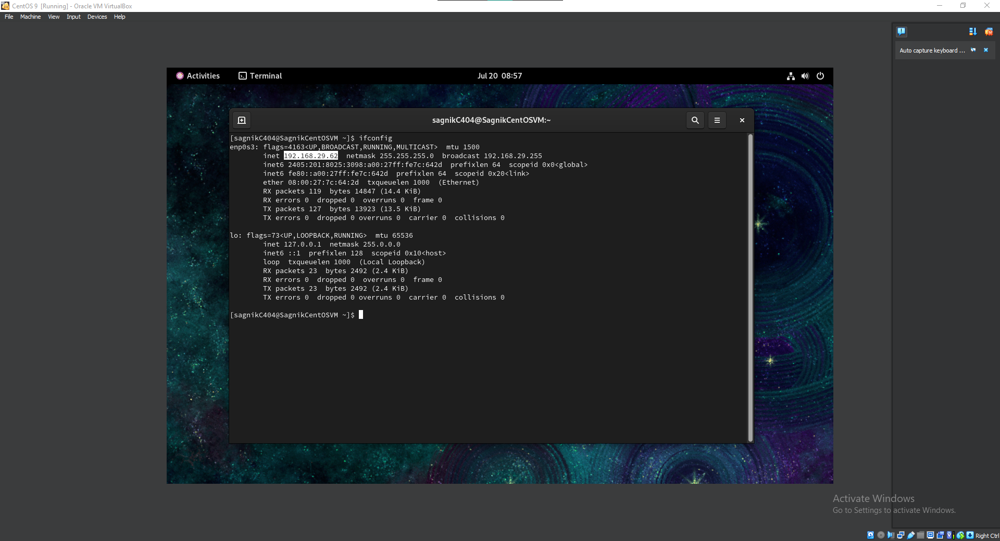 CentOS 9 [Running] - Oracle VM VirtualBox
File Machine View Input Devices Help
Auto capture keyboard ...
Activities Terminal Jul 20 08:57
sagnikC404@SagnikCentOSVM:~
[sagnikC404@SagnikCentOSVM ~]$ ifconfig
enp0s3: flags=4163<UP,BROADCAST,RUNNING,MULTICAST>  mtu 1500
        inet 192.168.29.62  netmask 255.255.255.0  broadcast 192.168.29.255
        inet6 2405:201:8025:3098:a00:27ff:fe7c:642d  prefixlen 64  scopeid 0x0<global>
        inet6 fe80::a00:27ff:fe7c:642d  prefixlen 64  scopeid 0x20<link>
        ether 08:00:27:7c:64:2d  txqueuelen 1000  (Ethernet)
        RX packets 119  bytes 14847 (14.4 KiB)
        RX errors 0  dropped 0  overruns 0  frame 0
        TX packets 127  bytes 13923 (13.5 KiB)
        TX errors 0  dropped 0 overruns 0  carrier 0  collisions 0
lo: flags=73<UP,LOOPBACK,RUNNING>  mtu 65536
        inet 127.0.0.1  netmask 255.0.0.0
        inet6 ::1  prefixlen 128  scopeid 0x10<host>
        loop  txqueuelen 1000  (Local Loopback)
        RX packets 23  bytes 2492 (2.4 KiB)
        RX errors 0  dropped 0  overruns 0  frame 0
        TX packets 23  bytes 2492 (2.4 KiB)
        TX errors 0  dropped 0 overruns 0  carrier 0  collisions 0
[sagnikC404@SagnikCentOSVM ~]$
Activate Windows
Go to Settings to activate Windows.
Right Ctrl